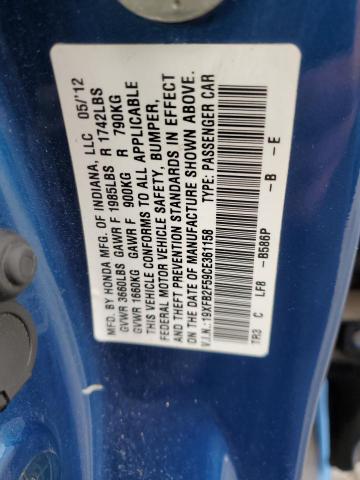 MFD. BY HONDA MFG. OF INDIANA, LLC 05/'12
GVWR 3660LBS GAWR F 1985LBS R 1742LBS
GVWR 1660KG GAWR F 900KG R 790KG
THIS VEHICLE CONFORMS TO ALL APPLICABLE
FEDERAL MOTOR VEHICLE SAFETY, BUMPER,
AND THEFT PREVENTION STANDARDS IN EFFECT
ON THE DATE OF MANUFACTURE SHOWN ABOVE.
V.I.N.:19XFB2F59CE361158 TYPE: PASSENGER CAR
TR3 C LF8 -B586P -B -E